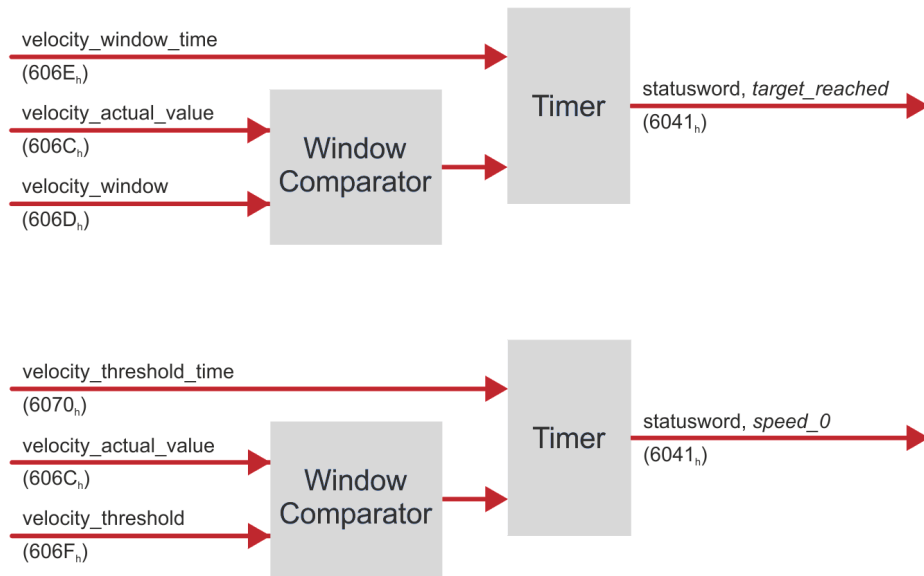 velocity_window_time
(606Eₕ)
velocity_actual_value
(606Cₕ)
velocity_window
(606Dₕ)
Window
Comparator
Timer
statusword, target_reached
(6041ₕ)
velocity_threshold_time
(6070ₕ)
velocity_actual_value
(606Cₕ)
velocity_threshold
(606Fₕ)
Window
Comparator
Timer
statusword, speed_0
(6041ₕ)